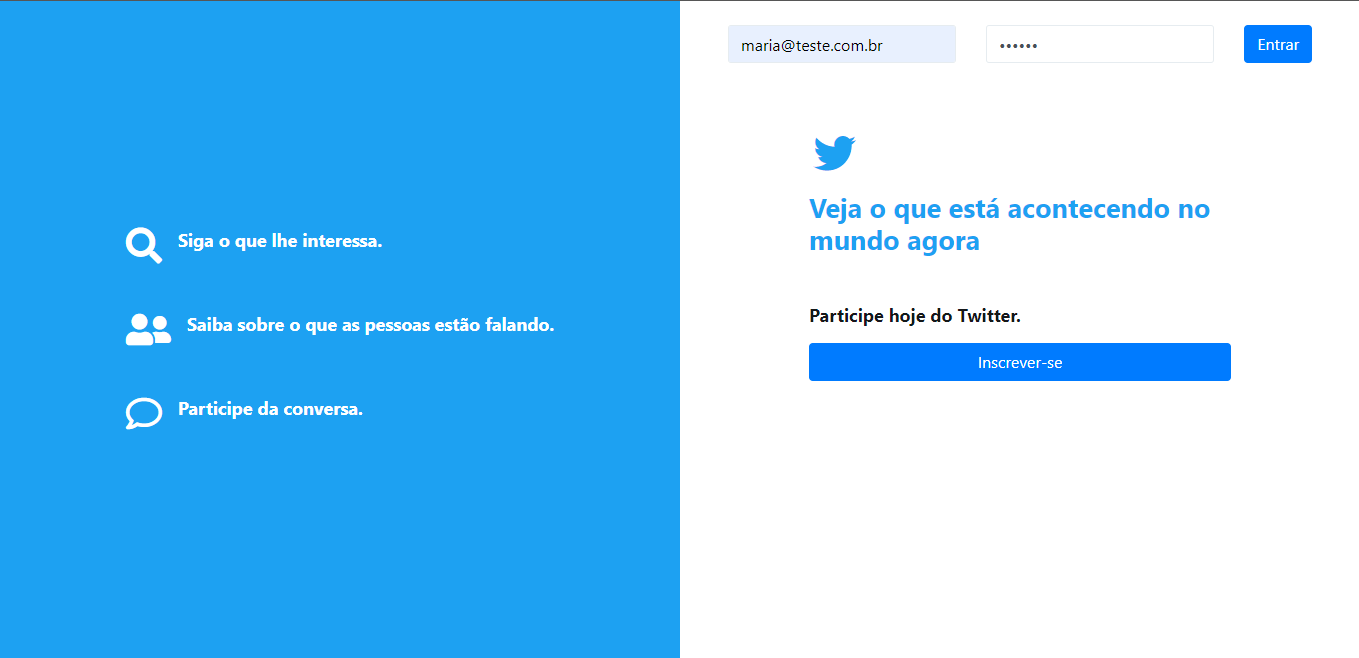 maria@teste.com.br
••••••
Entrar
Siga o que lhe interessa.
Saiba sobre o que as pessoas estão falando.
Participe da conversa.
Veja o que está acontecendo no
mundo agora
Participe hoje do Twitter.
Inscrever-se